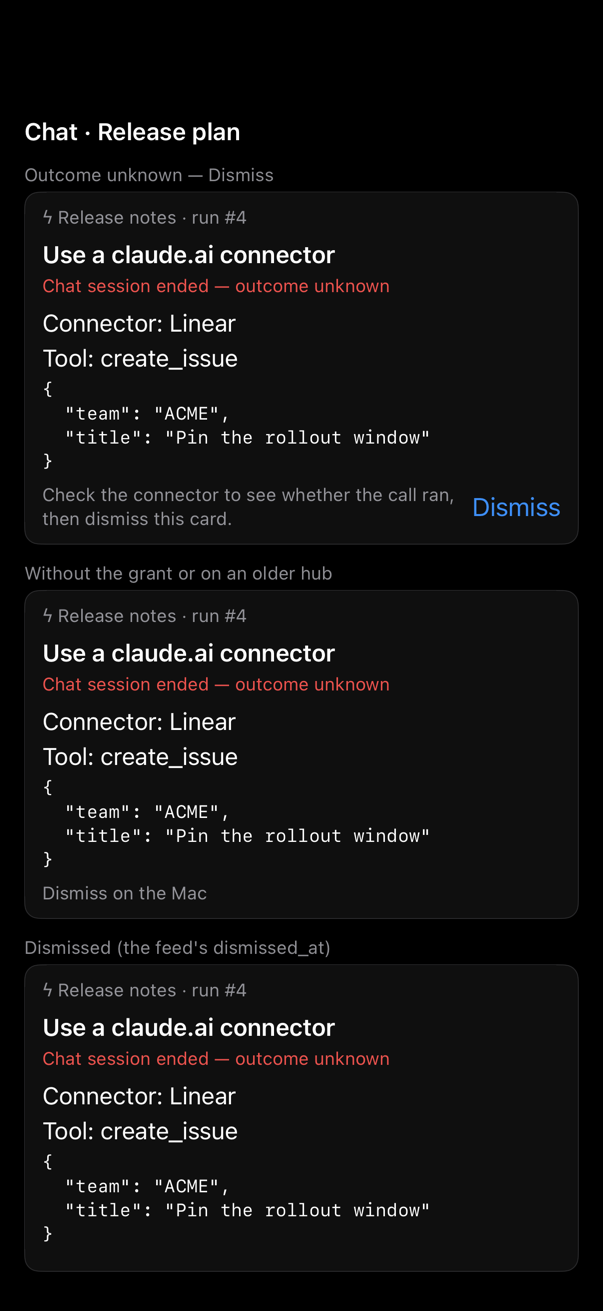 Chat · Release plan
Outcome unknown — Dismiss
ϟ Release notes · run #4
Use a claude.ai connector
Chat session ended — outcome unknown
Connector: Linear
Tool: create_issue
{
  "team": "ACME",
  "title": "Pin the rollout window"
}
Check the connector to see whether the call ran,
then dismiss this card.
Dismiss
Without the grant or on an older hub
ϟ Release notes · run #4
Use a claude.ai connector
Chat session ended — outcome unknown
Connector: Linear
Tool: create_issue
{
  "team": "ACME",
  "title": "Pin the rollout window"
}
Dismiss on the Mac
Dismissed (the feed's dismissed_at)
ϟ Release notes · run #4
Use a claude.ai connector
Chat session ended — outcome unknown
Connector: Linear
Tool: create_issue
{
  "team": "ACME",
  "title": "Pin the rollout window"
}